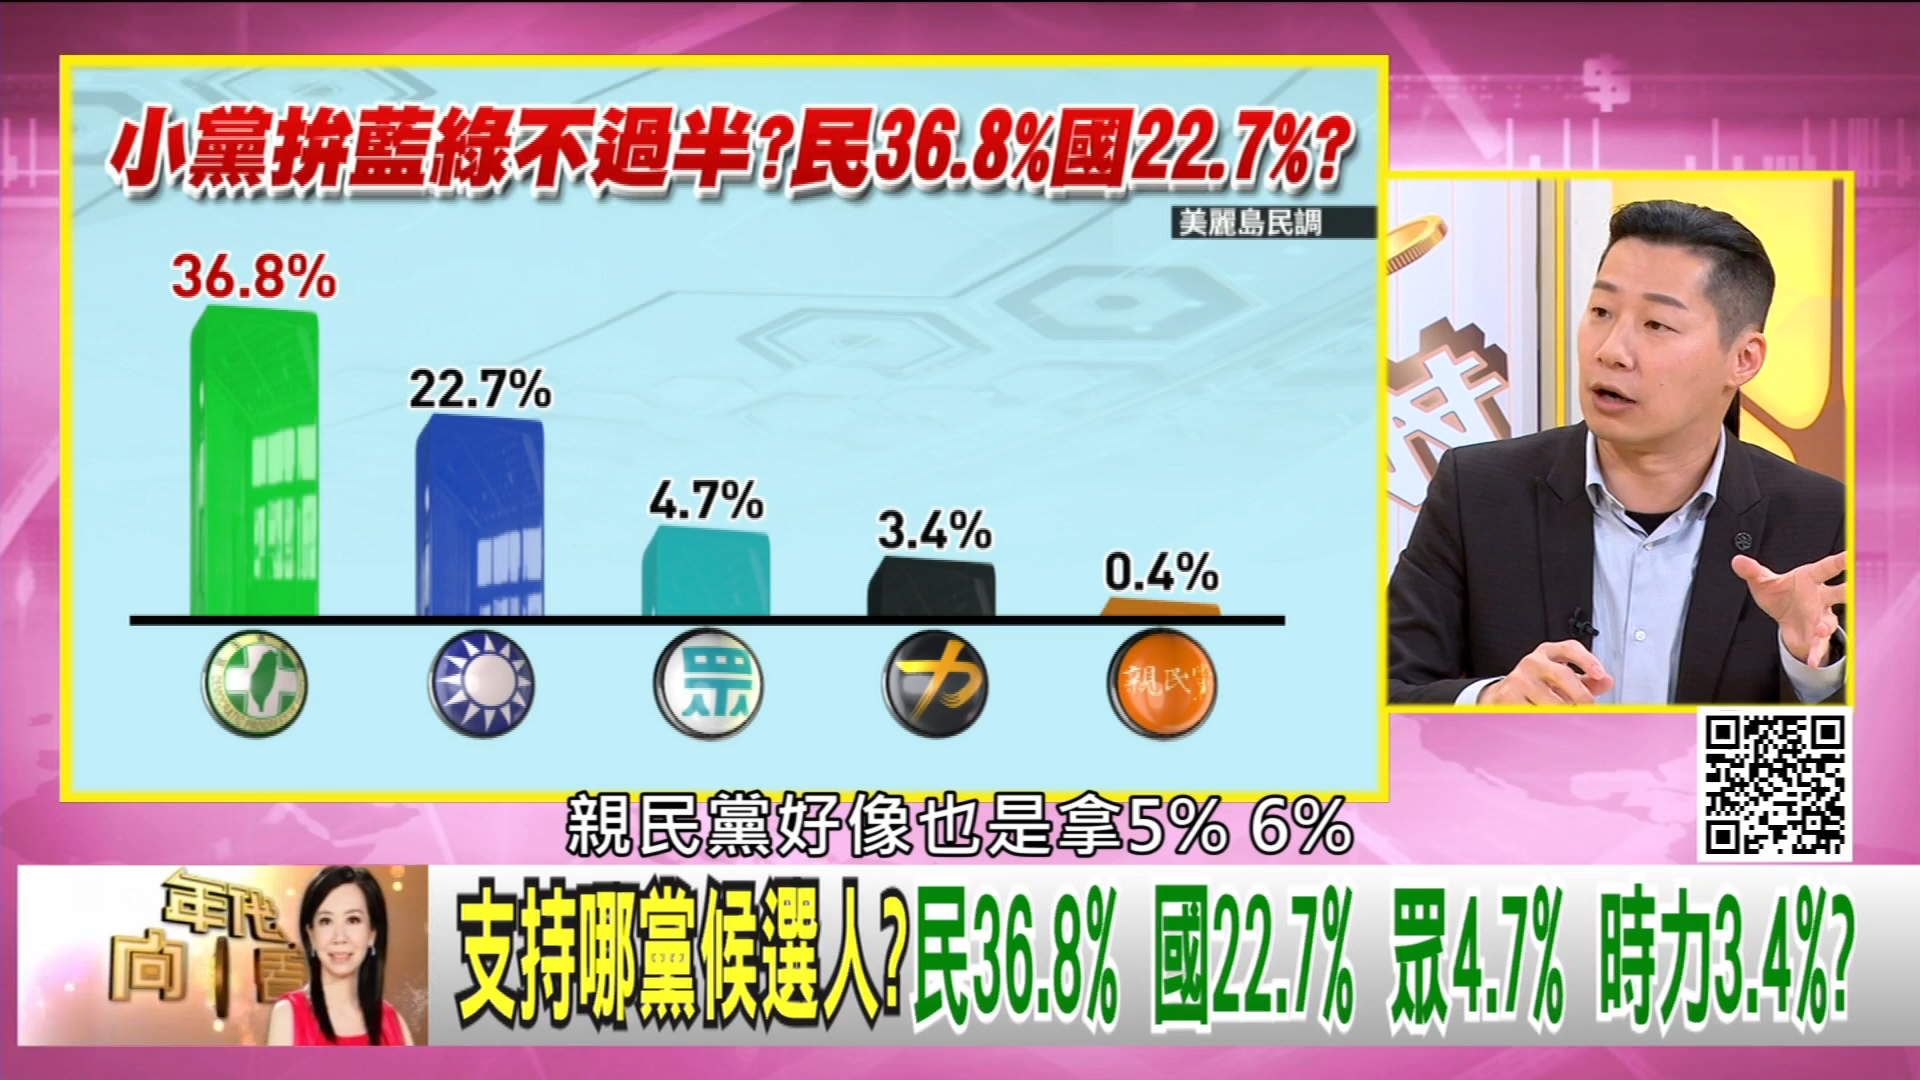 小黨拚藍綠不過半?民36.8%國22.7%?
美麗島民調
36.8%
22.7%
4.7%
3.4%
0.4%
眾
力
親民黨
親民黨好像也是拿5% 6%
年代
向錢看
支持哪黨候選人?民36.8% 國22.7% 眾4.7% 時力3.4%?